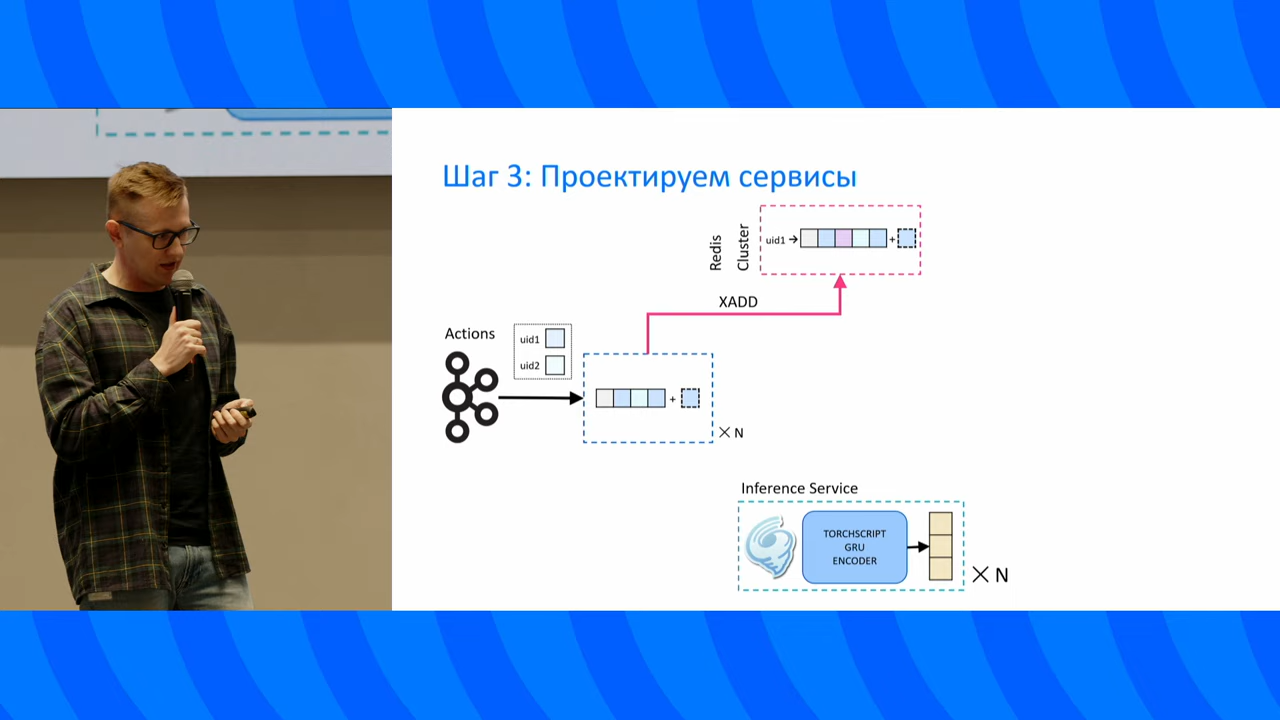 Шаг 3: Проектируем сервисы
Redis
Cluster
uid1 → +
XADD
Actions
uid1
uid2
+
× N
Inference Service
TORCHSCRIPT
GRU
ENCODER
× N